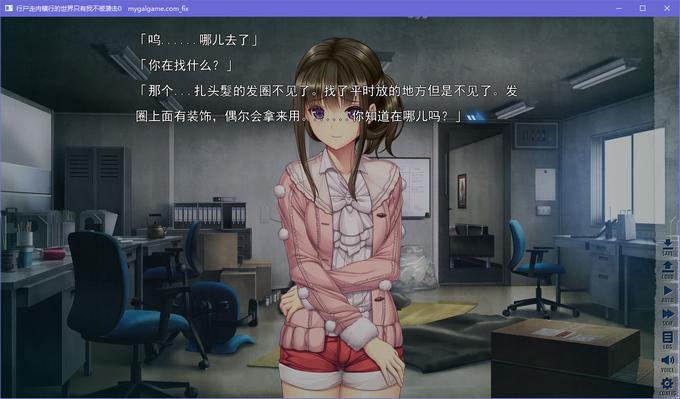 行尸走肉横行的世界只有我不被袭击0 mygalgame.com_fix
「呜......哪儿去了」
「你在找什么？」
「那个...扎头髮的发圈不见了。找了平时放的地方但是不见了。发
圈上面有装饰，偶尔会拿来用。......你知道在哪儿吗？」
SAVE
LOAD
AUTO
SKIP
LOG
VOICE
CONFIG